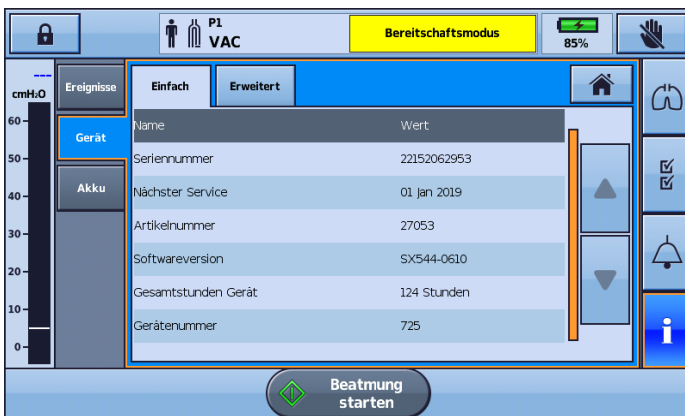 P1
VAC
Bereitschaftsmodus
85%
---
cmH₂O
60
50
40
30
20
10
0
Ereignisse
Gerät
Akku
Einfach
Erweitert
Name Wert
Seriennummer 22152062953
Nächster Service 01 Jan 2019
Artikelnummer 27053
Softwareversion SX544-0610
Gesamtstunden Gerät 124 Stunden
Gerätenummer 725
i
Beatmung
starten